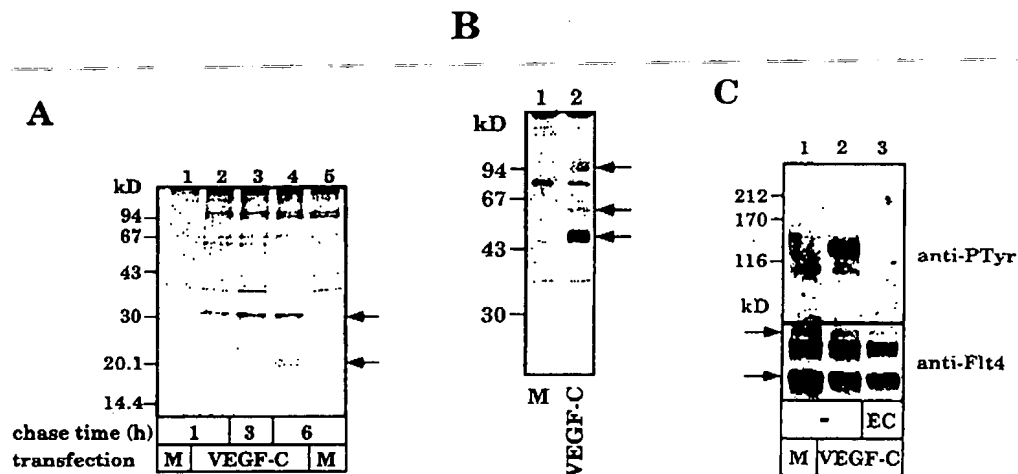 B
A
1 2 3 4 5
kD
94
67
43
30
20.1
14.4
chase time (h) 1 3 6
transfection M VEGF-C M
1 2
kD
94
67
43
30
M VEGF-C
C
1 2 3
212
170
116
anti-PTyr
kD
anti-Flt4
- EC
M VEGF-C